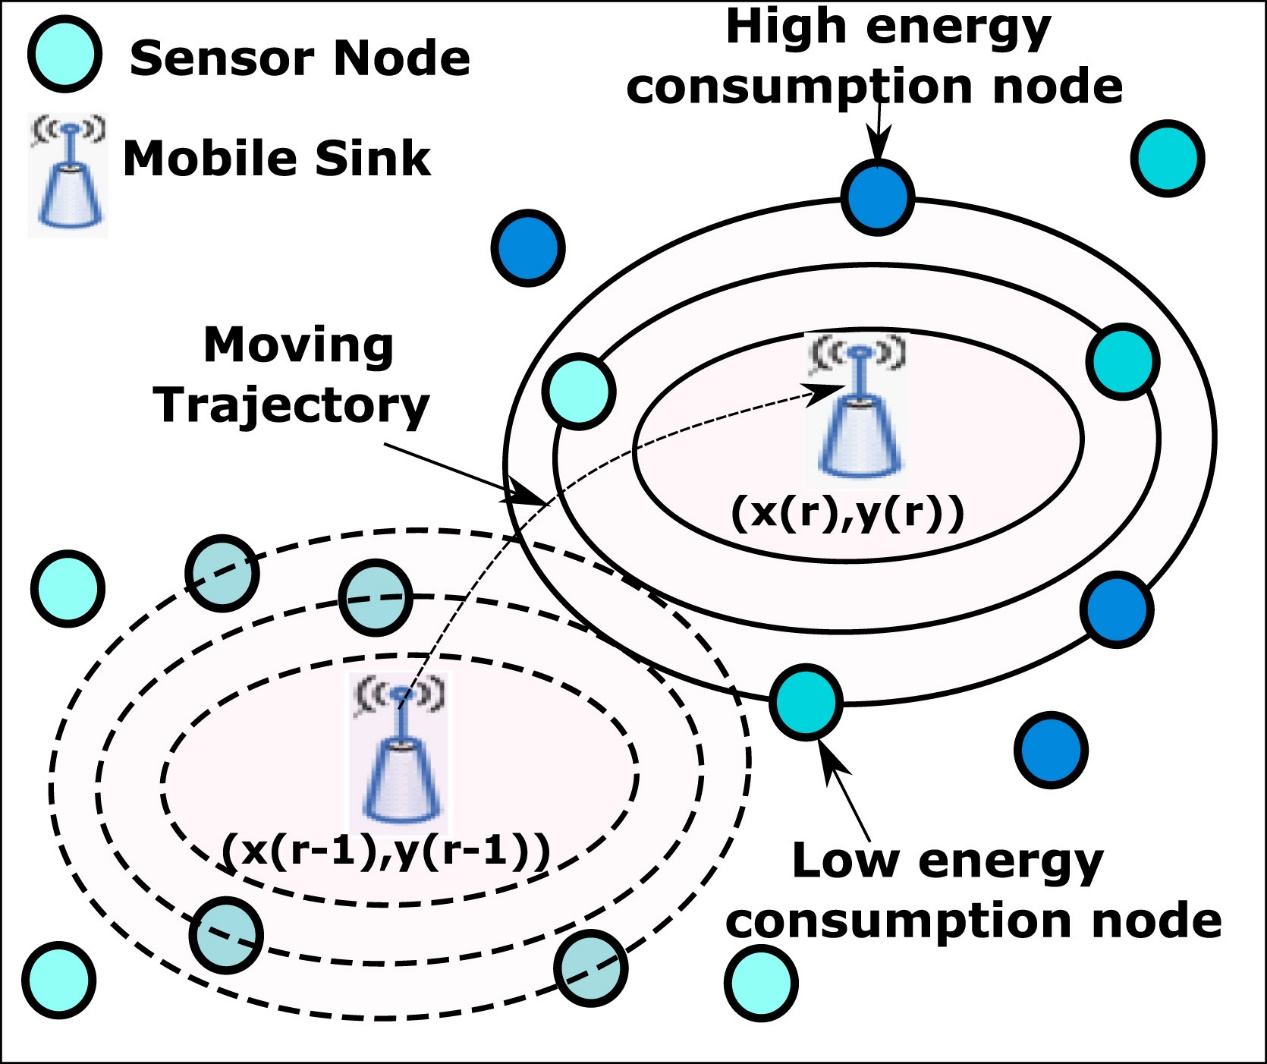 Sensor Node
Mobile Sink
High energy
consumption node
Moving
Trajectory
(x(r),y(r))
(x(r-1),y(r-1))
Low energy
consumption node